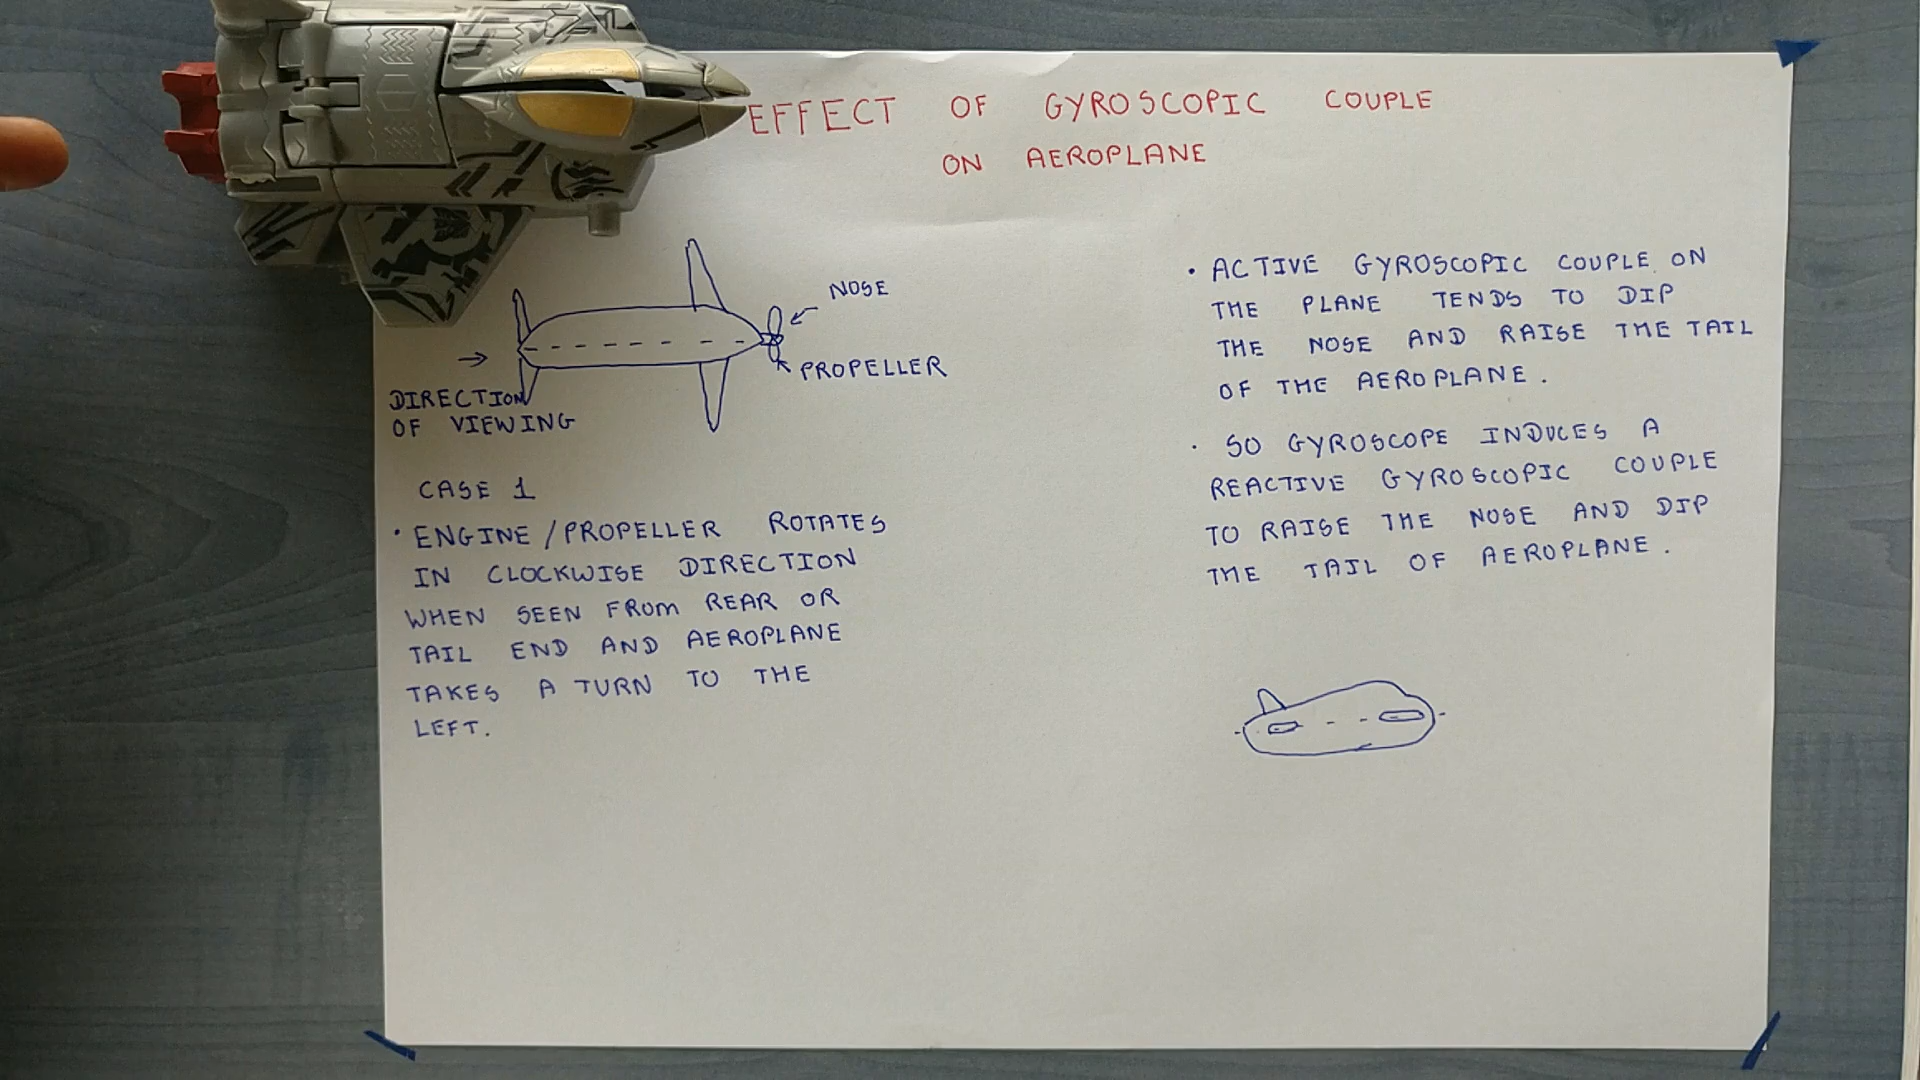 EFFECT OF GYROSCOPIC COUPLE
ON AEROPLANE
NOSE
PROPELLER
DIRECTION
OF VIEWING
CASE 1
• ENGINE/PROPELLER ROTATES
IN CLOCKWISE DIRECTION
WHEN SEEN FROM REAR OR
TAIL END AND AEROPLANE
TAKES A TURN TO THE
LEFT.
• ACTIVE GYROSCOPIC COUPLE ON
THE PLANE TENDS TO DIP
THE NOSE AND RAISE THE TAIL
OF THE AEROPLANE.
• SO GYROSCOPE INDUCES A
REACTIVE GYROSCOPIC COUPLE
TO RAISE THE NOSE AND DIP
THE TAIL OF AEROPLANE.